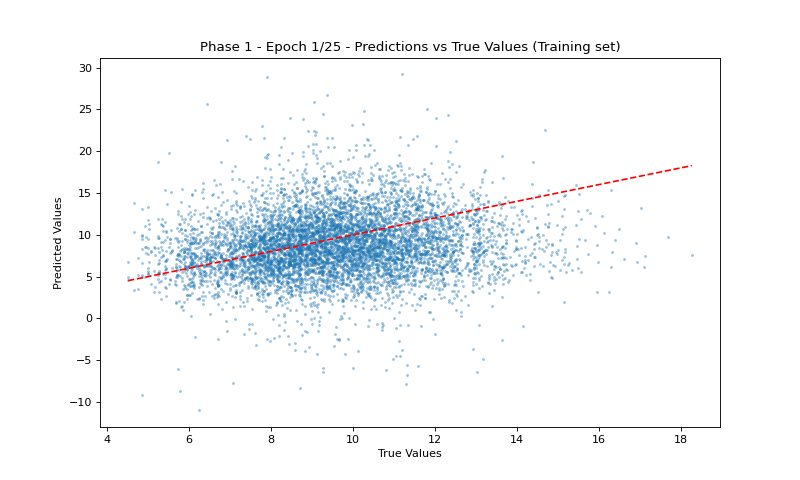 Phase 1 - Epoch 1/25 - Predictions vs True Values (Training set)
30
25
20
15
10
5
0
−5
−10
Predicted Values
4 6 8 10 12 14 16 18
True Values